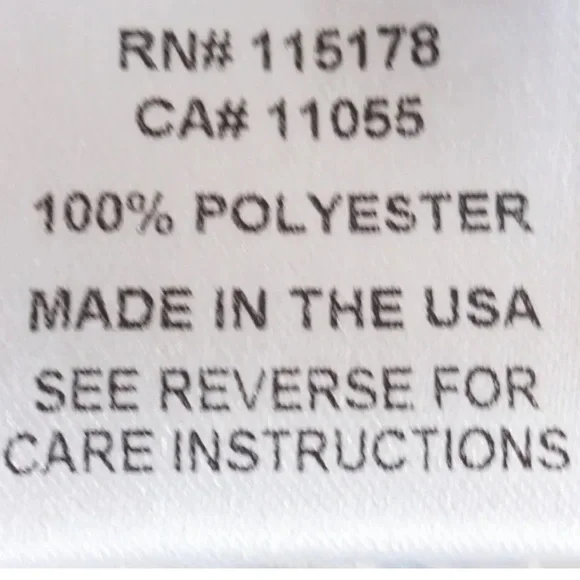 RN# 115178
CA# 11055
100% POLYESTER
MADE IN THE USA
SEE REVERSE FOR
CARE INSTRUCTIONS